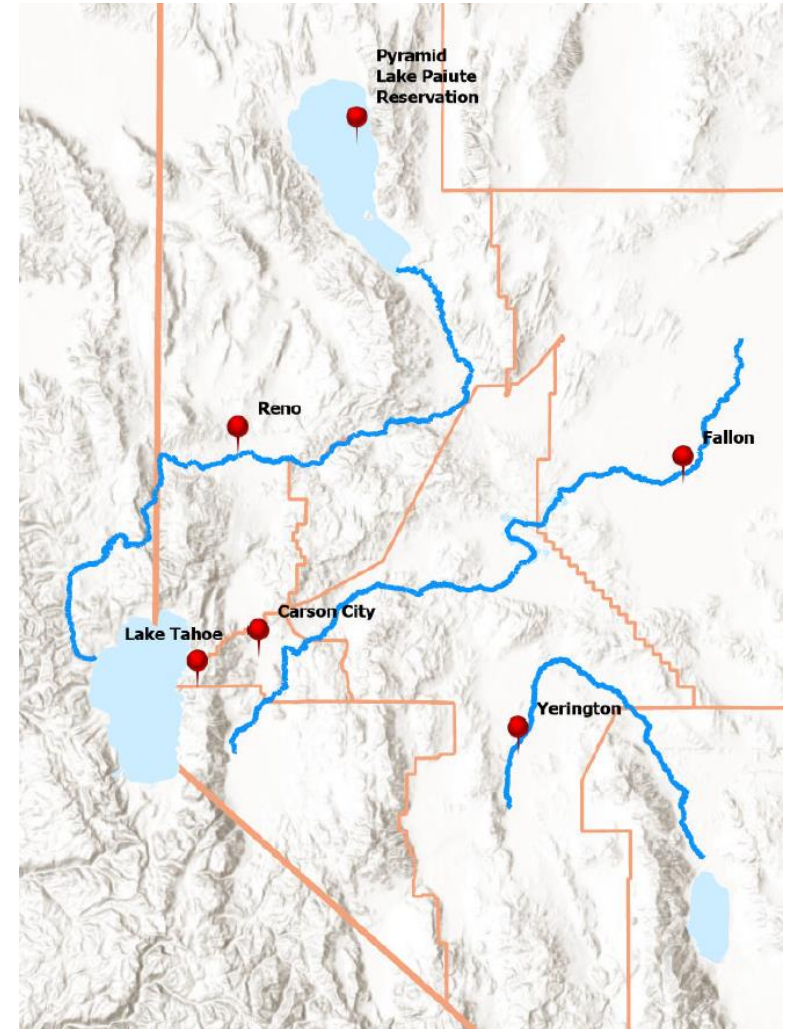 Pyramid
Lake Paiute
Reservation
Reno
Fallon
Carson City
Lake Tahoe
Yerington